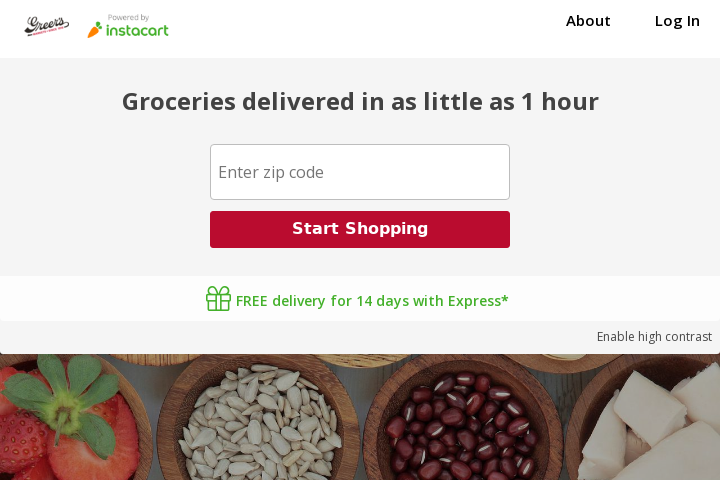 Greer's
Powered by
instacart
About
Log In
Groceries delivered in as little as 1 hour
Enter zip code
Start Shopping
FREE delivery for 14 days with Express*
Enable high contrast